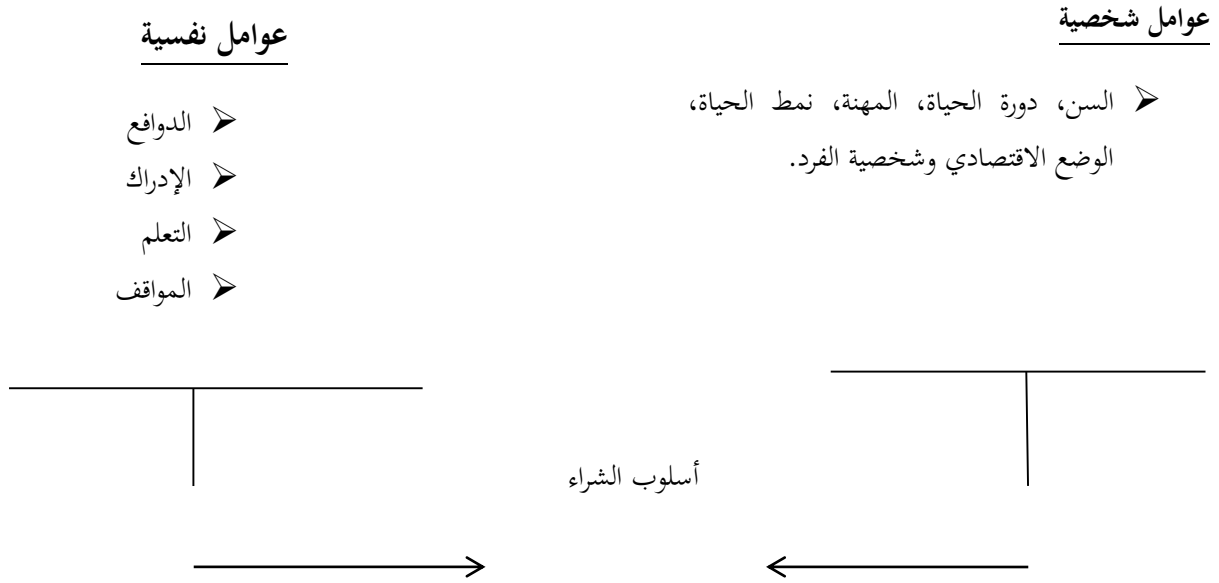 عوامل شخصية
السن، دورة الحياة، المهنة، نمط الحياة،
الوضع الاقتصادي وشخصية الفرد.
عوامل نفسية
الدوافع
الإدراك
التعلم
المواقف
أسلوب الشراء